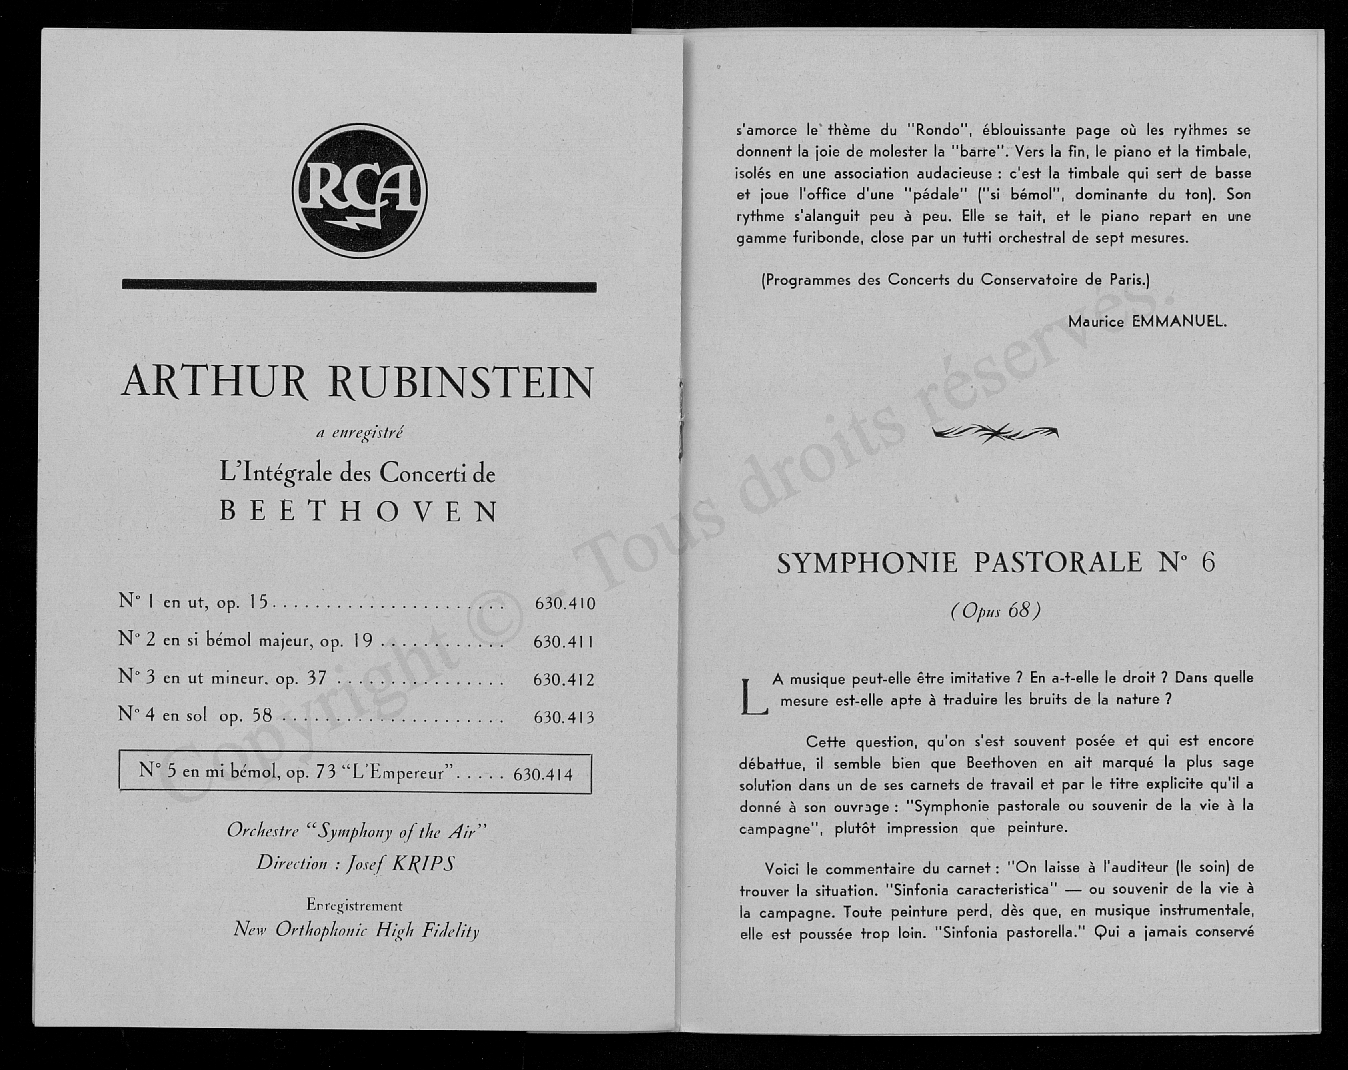 RCA
ARTHUR RUBINSTEIN
a enregistré
L'Intégrale des Concerti de
BEETHOVEN
N° 1 en ut, op. 15 . . . . . . . . . . . . . . . . . . . . . . 630.410
N° 2 en si bémol majeur, op. 19 . . . . . . . . . . . . 630.411
N° 3 en ut mineur. op. 37 . . . . . . . . . . . . . . . . 630.412
N° 4 en sol op. 58 . . . . . . . . . . . . . . . . . . . . . 630.413
N° 5 en mi bémol, op. 73 "L'Empereur" . . . . . 630.414
Orchestre "Symphony of the Air"
Direction : Josef KRIPS
Enregistrement
New Orthophonic High Fidelity
s'amorce le thème du "Rondo", éblouissante page où les rythmes se
donnent la joie de molester la "barre". Vers la fin, le piano et la timbale,
isolés en une association audacieuse : c'est la timbale qui sert de basse
et joue l'office d'une "pédale" ("si bémol", dominante du ton). Son
rythme s'alanguit peu à peu. Elle se tait, et le piano repart en une
gamme furibonde, close par un tutti orchestral de sept mesures.
(Programmes des Concerts du Conservatoire de Paris.)
Maurice EMMANUEL.
SYMPHONIE PASTORALE N° 6
(Opus 68)
LA musique peut-elle être imitative ? En a-t-elle le droit ? Dans quelle
mesure est-elle apte à traduire les bruits de la nature ?
Cette question, qu'on s'est souvent posée et qui est encore
débattue, il semble bien que Beethoven en ait marqué la plus sage
solution dans un de ses carnets de travail et par le titre explicite qu'il a
donné à son ouvrage : "Symphonie pastorale ou souvenir de la vie à la
campagne", plutôt impression que peinture.
Voici le commentaire du carnet : "On laisse à l'auditeur (le soin) de
trouver la situation. "Sinfonia caracteristica" — ou souvenir de la vie à
la campagne. Toute peinture perd, dès que, en musique instrumentale,
elle est poussée trop loin. "Sinfonia pastorella." Qui a jamais conservé
Copyright © - Tous droits réservés.